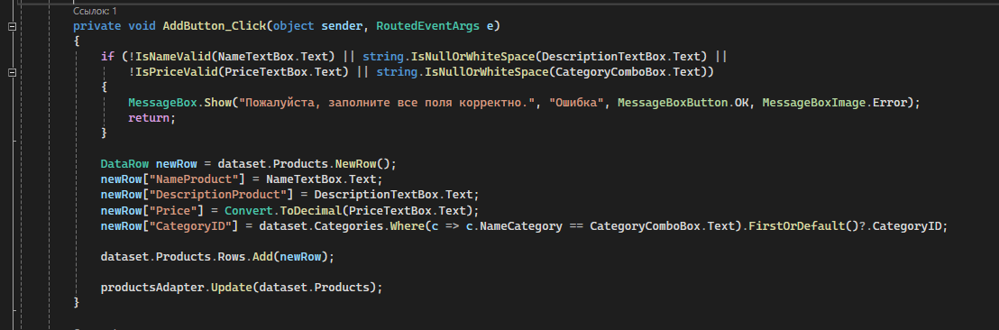 Ссылок: 1
private void AddButton_Click(object sender, RoutedEventArgs e)
{
if (!IsNameValid(NameTextBox.Text) || string.IsNullOrWhiteSpace(DescriptionTextBox.Text) ||
!IsPriceValid(PriceTextBox.Text) || string.IsNullOrWhiteSpace(CategoryComboBox.Text))
{
MessageBox.Show("Пожалуйста, заполните все поля корректно.", "Ошибка", MessageBoxButton.OK, MessageBoxImage.Error);
return;
}
DataRow newRow = dataset.Products.NewRow();
newRow["NameProduct"] = NameTextBox.Text;
newRow["DescriptionProduct"] = DescriptionTextBox.Text;
newRow["Price"] = Convert.ToDecimal(PriceTextBox.Text);
newRow["CategoryID"] = dataset.Categories.Where(c => c.NameCategory == CategoryComboBox.Text).FirstOrDefault()?.CategoryID;
dataset.Products.Rows.Add(newRow);
productsAdapter.Update(dataset.Products);
}